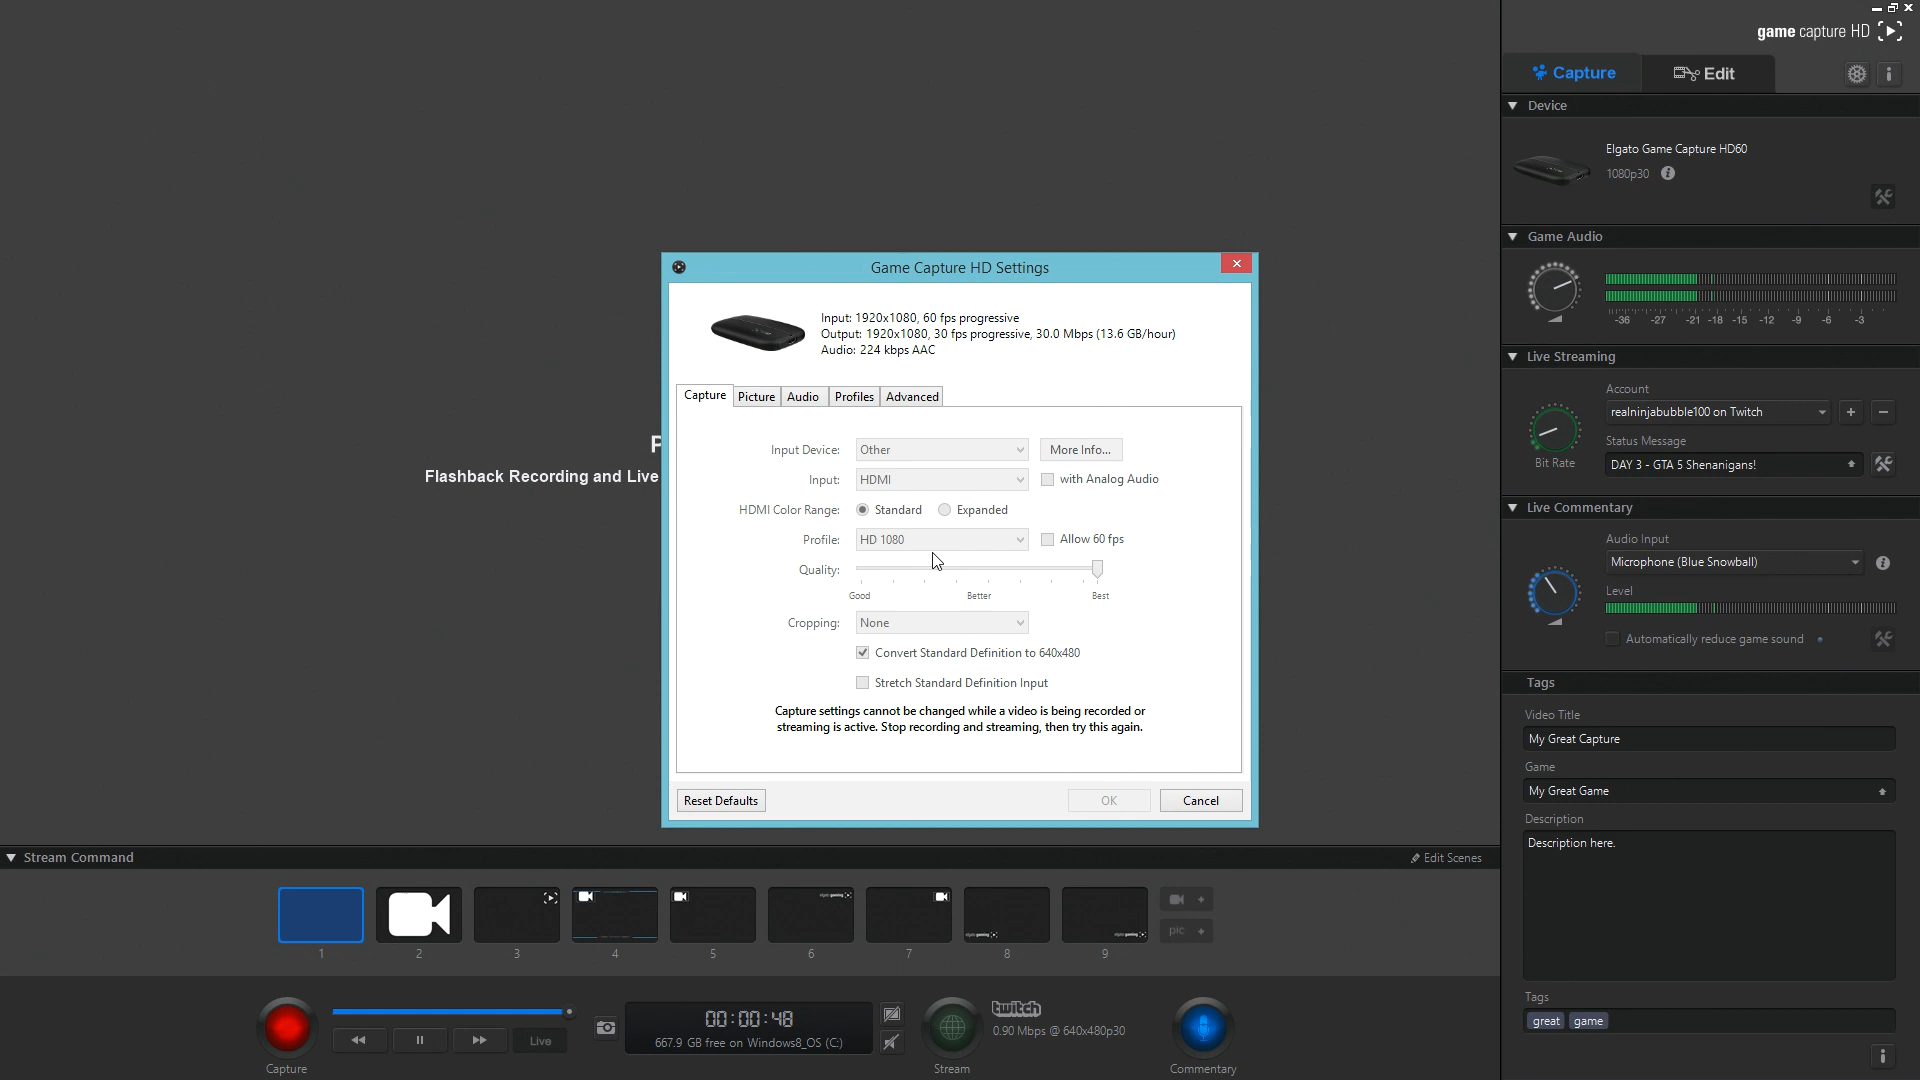 game capture HD
Capture
Edit
Device
Elgato Game Capture HD60
1080p30
Game Audio
-36 -27 -21 -18 -15 -12 -9 -6 -3
Live Streaming
Account
realninjabubble100 on Twitch
Status Message
Bit Rate
DAY 3 - GTA 5 Shenanigans!
Live Commentary
Audio Input
Microphone (Blue Snowball)
Level
Automatically reduce game sound
Tags
Video Title
My Great Capture
Game
My Great Game
Description
Description here.
Tags
great game
P
Flashback Recording and Live
Game Capture HD Settings
Input: 1920x1080, 60 fps progressive
Output: 1920x1080, 30 fps progressive, 30.0 Mbps (13.6 GB/hour)
Audio: 224 kbps AAC
Capture Picture Audio Profiles Advanced
Input Device: Other More Info...
Input: HDMI with Analog Audio
HDMI Color Range: Standard Expanded
Profile: HD 1080 Allow 60 fps
Quality:
Good Better Best
Cropping: None
Convert Standard Definition to 640x480
Stretch Standard Definition Input
Capture settings cannot be changed while a video is being recorded or
streaming is active. Stop recording and streaming, then try this again.
Reset Defaults OK Cancel
Stream Command
Edit Scenes
1 2 3 4 5 6 7 8 9
pic
Live
00:00:48
667.9 GB free on Windows8_OS (C:)
twitch
0.90 Mbps @ 640x480p30
Capture
Stream
Commentary